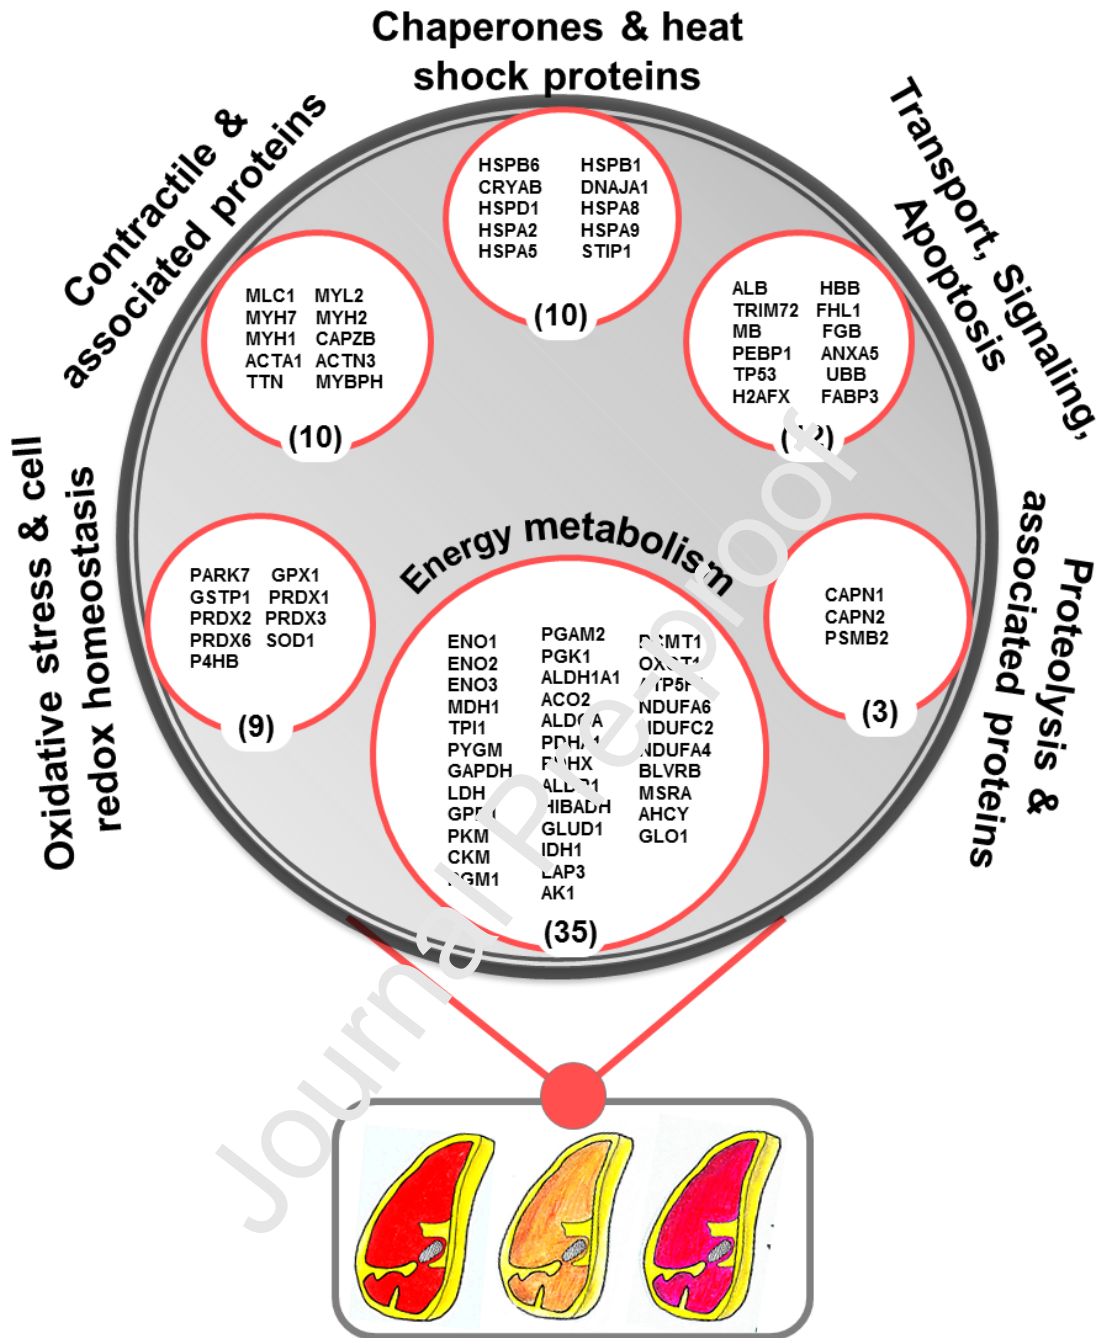 Chaperones & heat
shock proteins
Contractile &
associated proteins
Transport, Signaling,
Apoptosis
Oxidative stress & cell
redox homeostasis
Proteolysis &
associated proteins
Energy metabolism
HSPB6 HSPB1
CRYAB DNAJA1
HSPD1 HSPA8
HSPA2 HSPA9
HSPA5 STIP1
(10)
MLC1 MYL2
MYH7 MYH2
MYH1 CAPZB
ACTA1 ACTN3
TTN MYBPH
(10)
ALB HBB
TRIM72 FHL1
MB FGB
PEBP1 ANXA5
TP53 UBB
H2AFX FABP3
PARK7 GPX1
GSTP1 PRDX1
PRDX2 PRDX3
PRDX6 SOD1
P4HB
(9)
CAPN1
CAPN2
PSMB2
(3)
ENO1
ENO2
ENO3
MDH1
TPI1
PYGM
GAPDH
LDH
PKM
CKM
PGAM2
PGK1
ALDH1A1
ACO2
PDHA1
HIBADH
GLUD1
IDH1
LAP3
AK1
NDUFA6
NDUFC2
NDUFA4
BLVRB
MSRA
AHCY
GLO1
(35)
Journal Pre-proof